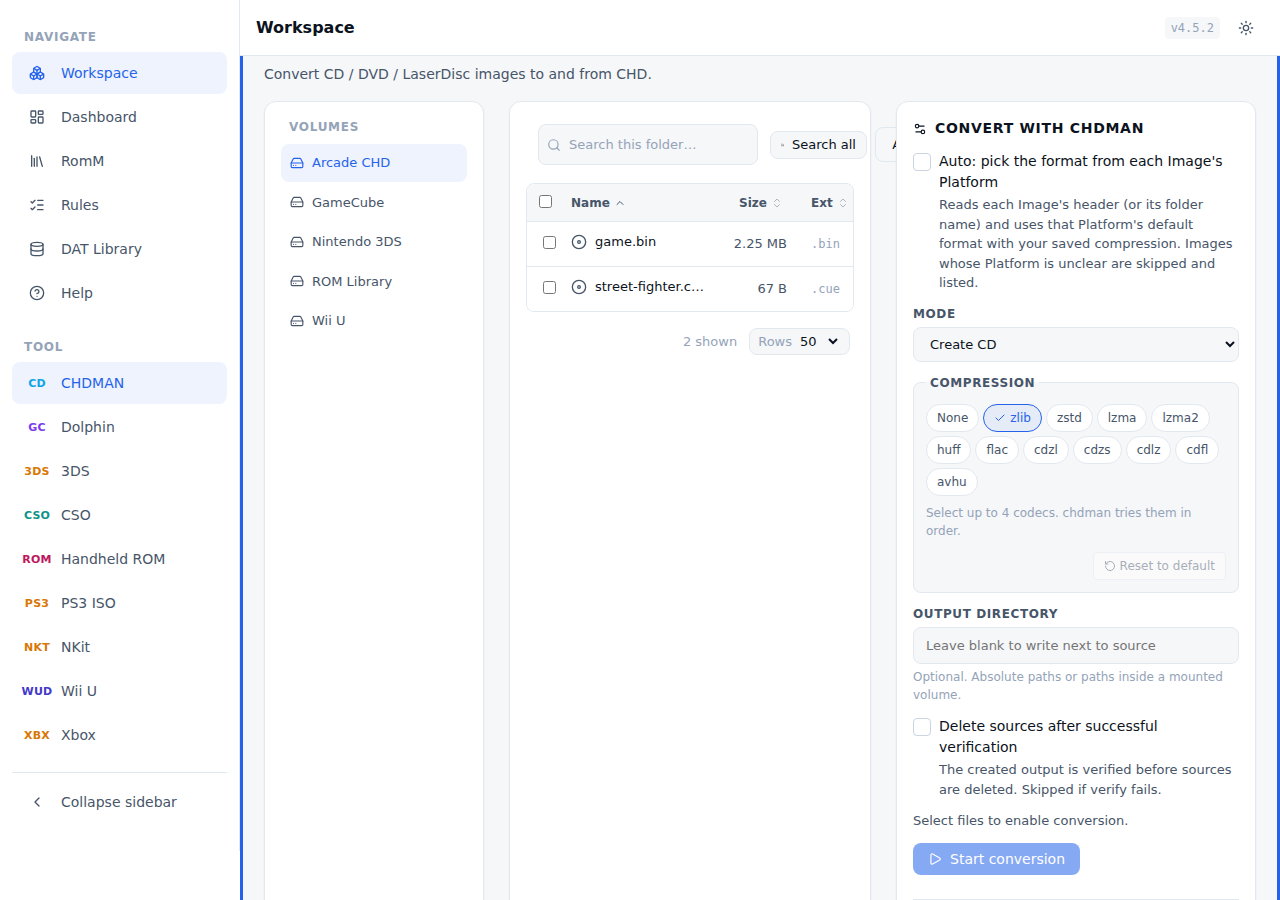 NAVIGATE
Workspace
Dashboard
RomM
Rules
DAT Library
Help
TOOL
CD CHDMAN
GC Dolphin
3DS 3DS
CSO CSO
ROM Handheld ROM
PS3 PS3 ISO
NKT NKit
WUD Wii U
XBX Xbox
Collapse sidebar
Workspace
v4.5.2
Convert CD / DVD / LaserDisc images to and from CHD.
VOLUMES
Arcade CHD
GameCube
Nintendo 3DS
ROM Library
Wii U
Search this folder…
Search all
Name Size Ext
game.bin 2.25 MB .bin
street-fighter.c… 67 B .cue
2 shown Rows 50
CONVERT WITH CHDMAN
Auto: pick the format from each Image's
Platform
Reads each Image's header (or its folder
name) and uses that Platform's default
format with your saved compression. Images
whose Platform is unclear are skipped and
listed.
MODE
Create CD
COMPRESSION
None zlib zstd lzma lzma2
huff flac cdzl cdzs cdlz cdfl
avhu
Select up to 4 codecs. chdman tries them in
order.
Reset to default
OUTPUT DIRECTORY
Leave blank to write next to source
Optional. Absolute paths or paths inside a mounted
volume.
Delete sources after successful
verification
The created output is verified before sources
are deleted. Skipped if verify fails.
Select files to enable conversion.
Start conversion